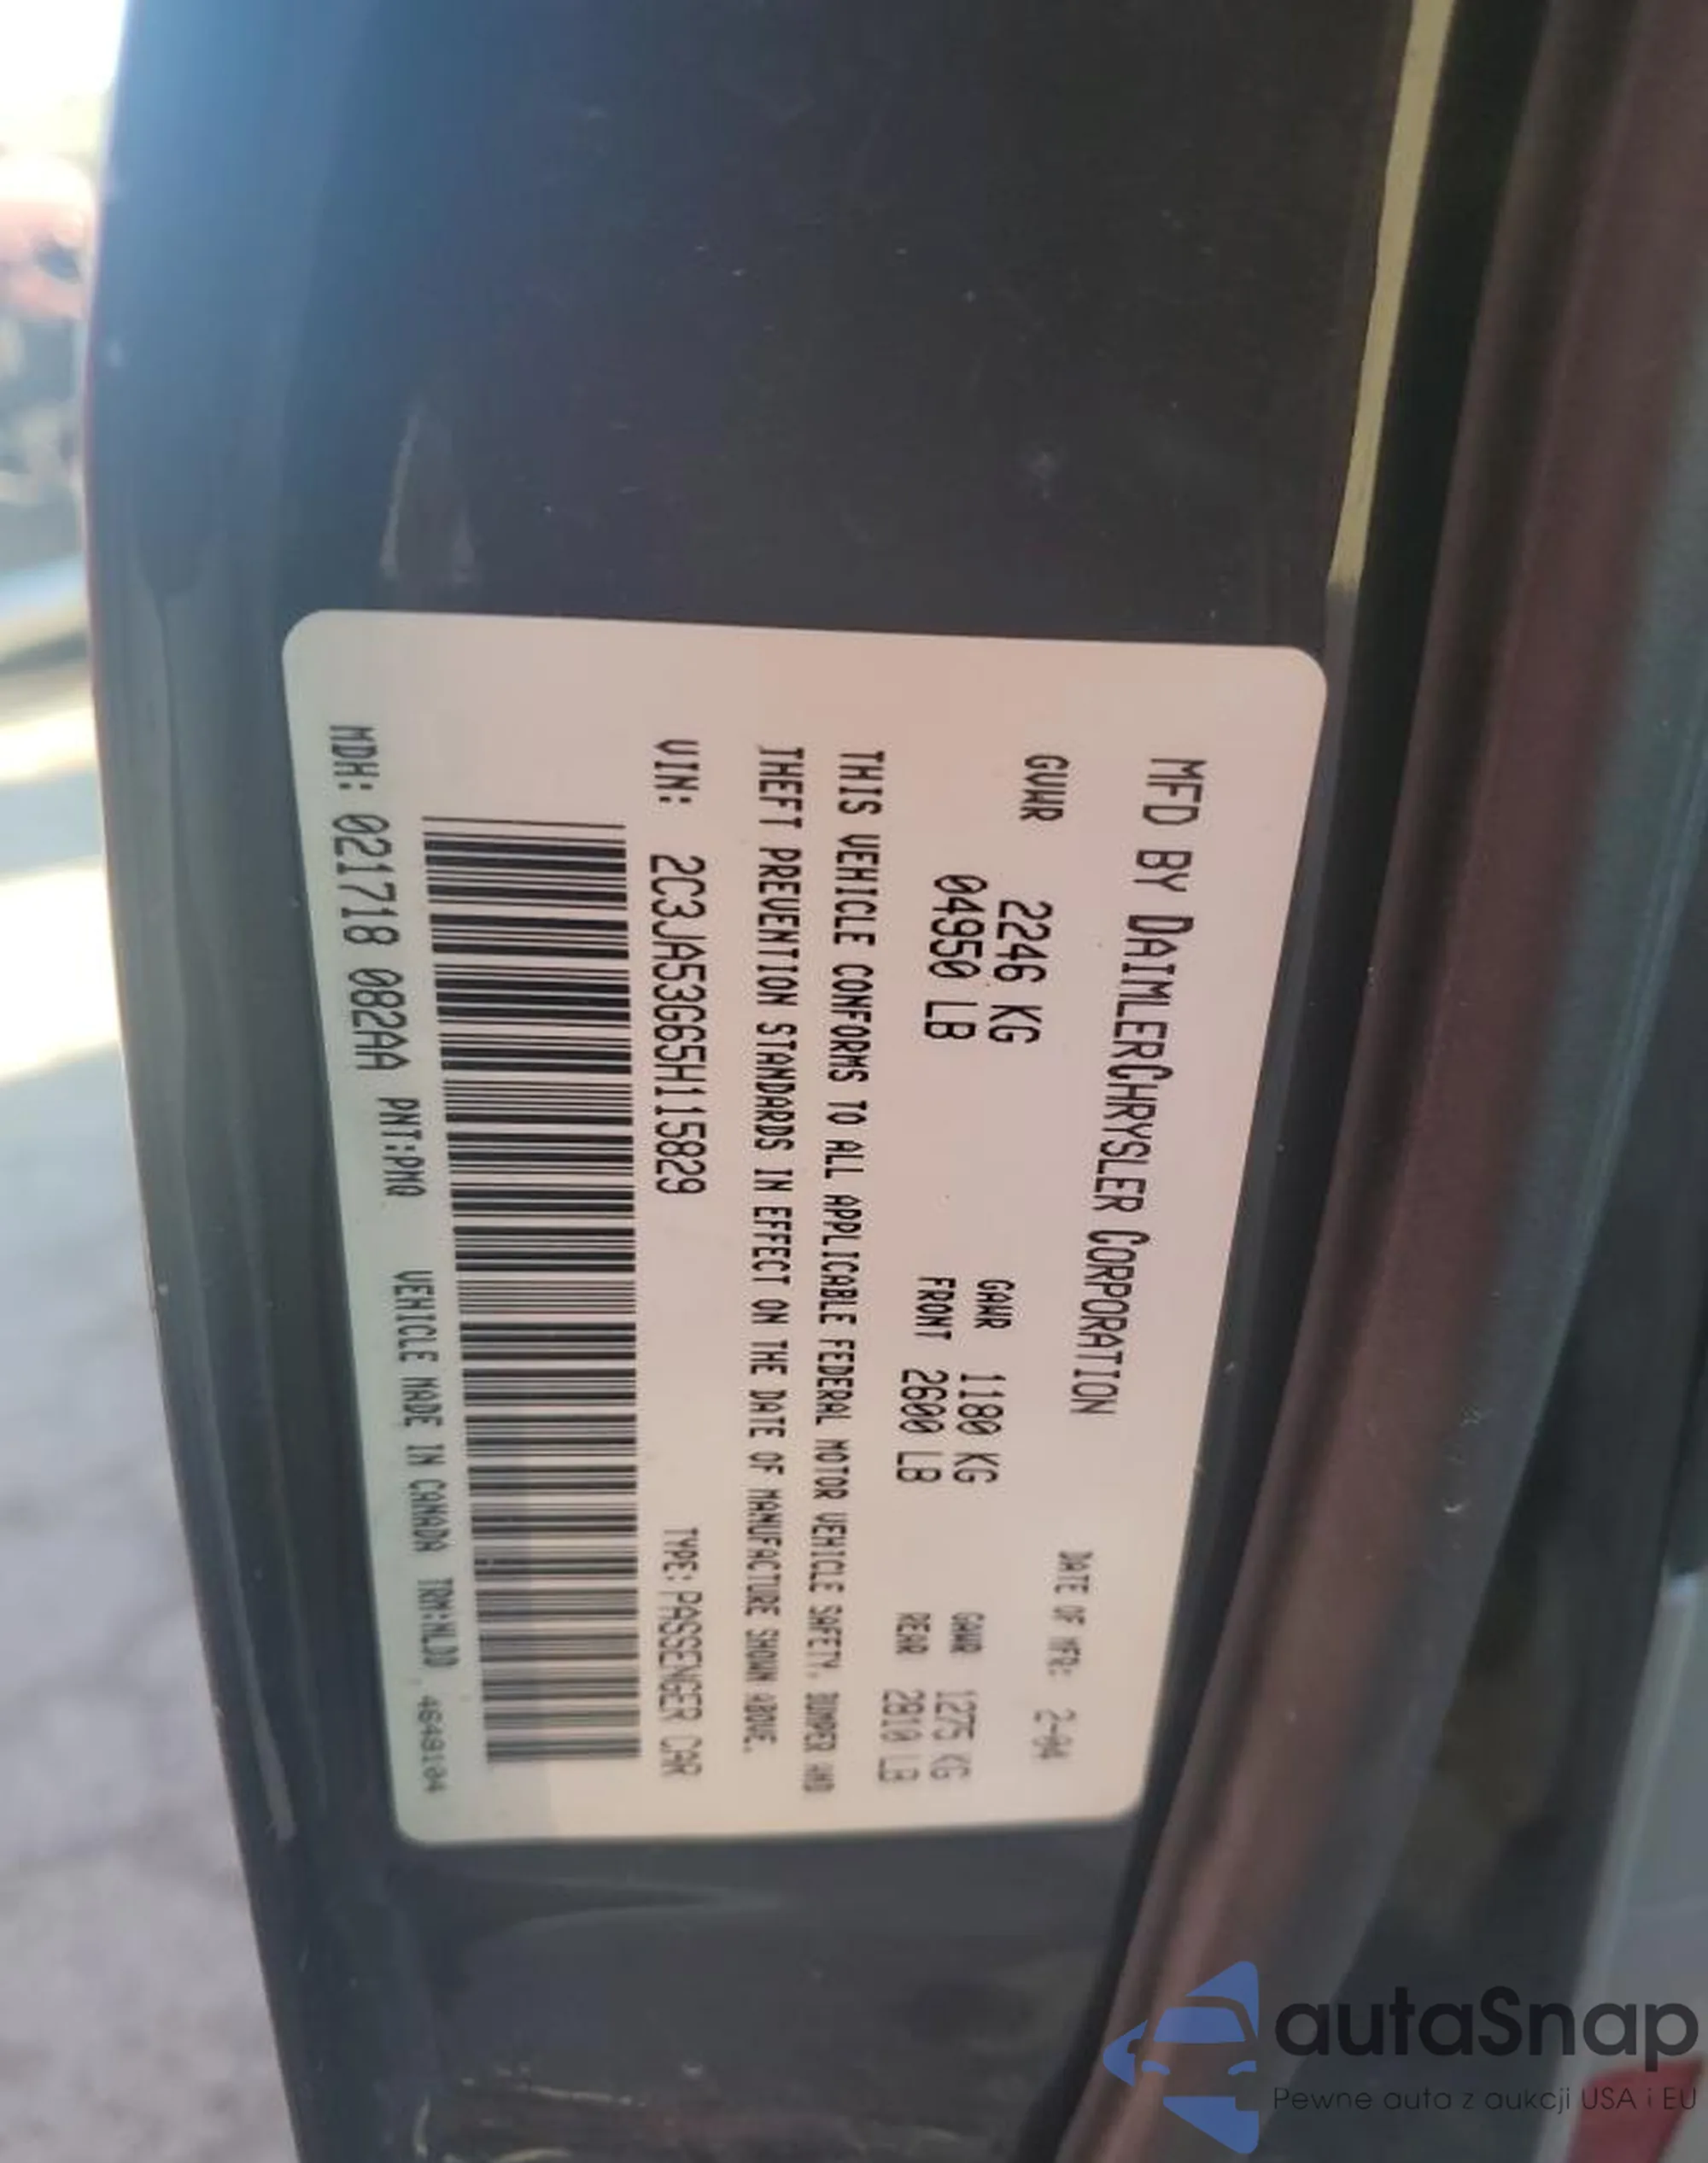 MFD BY DAIMLERCHRYSLER CORPORATION
DATE OF MFR: 2-04
GVWR 2246 KG
04950 LB
GAWR 1180 KG
FRONT 2600 LB
GAWR 1275 KG
REAR 2810 LB
THIS VEHICLE CONFORMS TO ALL APPLICABLE FEDERAL MOTOR VEHICLE SAFETY, BUMPER AND
THEFT PREVENTION STANDARDS IN EFFECT ON THE DATE OF MANUFACTURE SHOWN ABOVE.
VIN: 2C3JA53G65H115829
TYPE: PASSENGER CAR
MDH: 021718 082AA PNT:PMQ VEHICLE MADE IN CANADA
autaSnap
Pewne auta z aukcji USA i EU